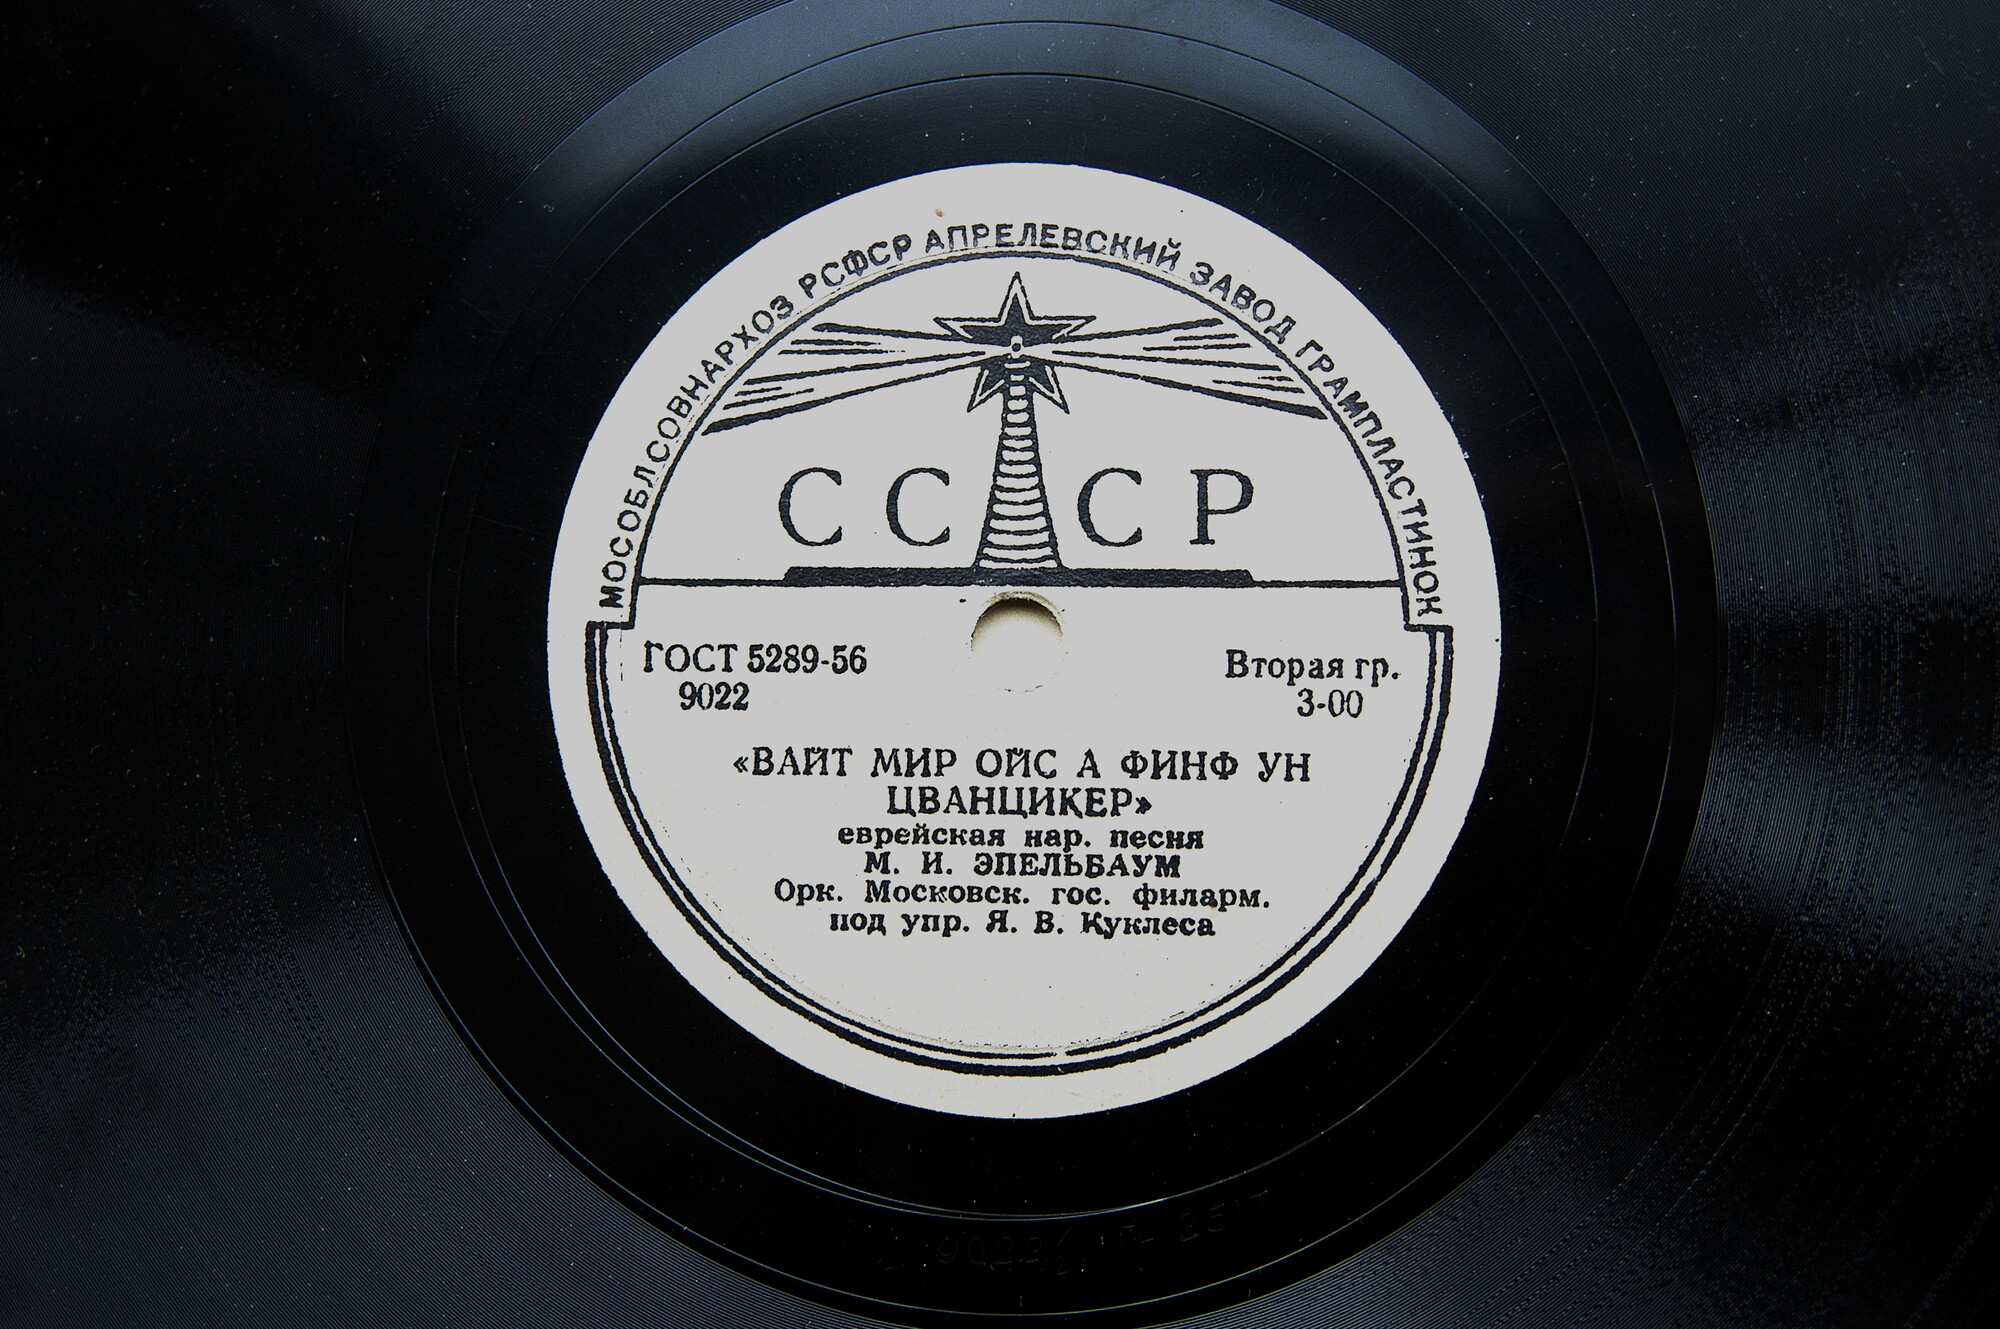 МОСОБЛСОВНАРХОЗ РСФСР АПРЕЛЕВСКИЙ ЗАВОД ГРАМПЛАСТИНОК
СССР
ГОСТ 5289-56
9022
Вторая гр.
3-00
«ВАЙТ МИР ОЙС А ФИНФ УН
ЦВАНЦИКЕР»
еврейская нар. песня
М. И. ЭПЕЛЬБАУМ
Орк. Московск. гос. филарм.
под упр. Я. В. Куклеса